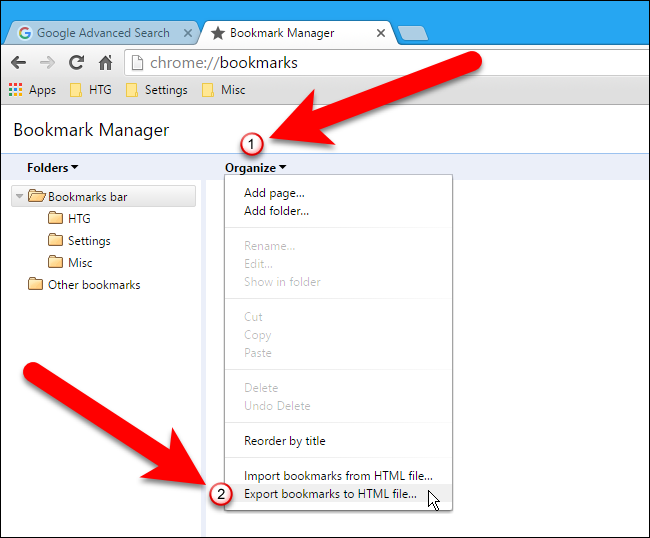 Google Advanced Search
Bookmark Manager
chrome://bookmarks
Apps HTG Settings Misc
Bookmark Manager
1
Folders Organize
Bookmarks bar
HTG
Settings
Misc
Other bookmarks
Add page...
Add folder...
Rename...
Edit...
Show in folder
Cut
Copy
Paste
Delete
Undo Delete
Reorder by title
Import bookmarks from HTML file...
2 Export bookmarks to HTML file...